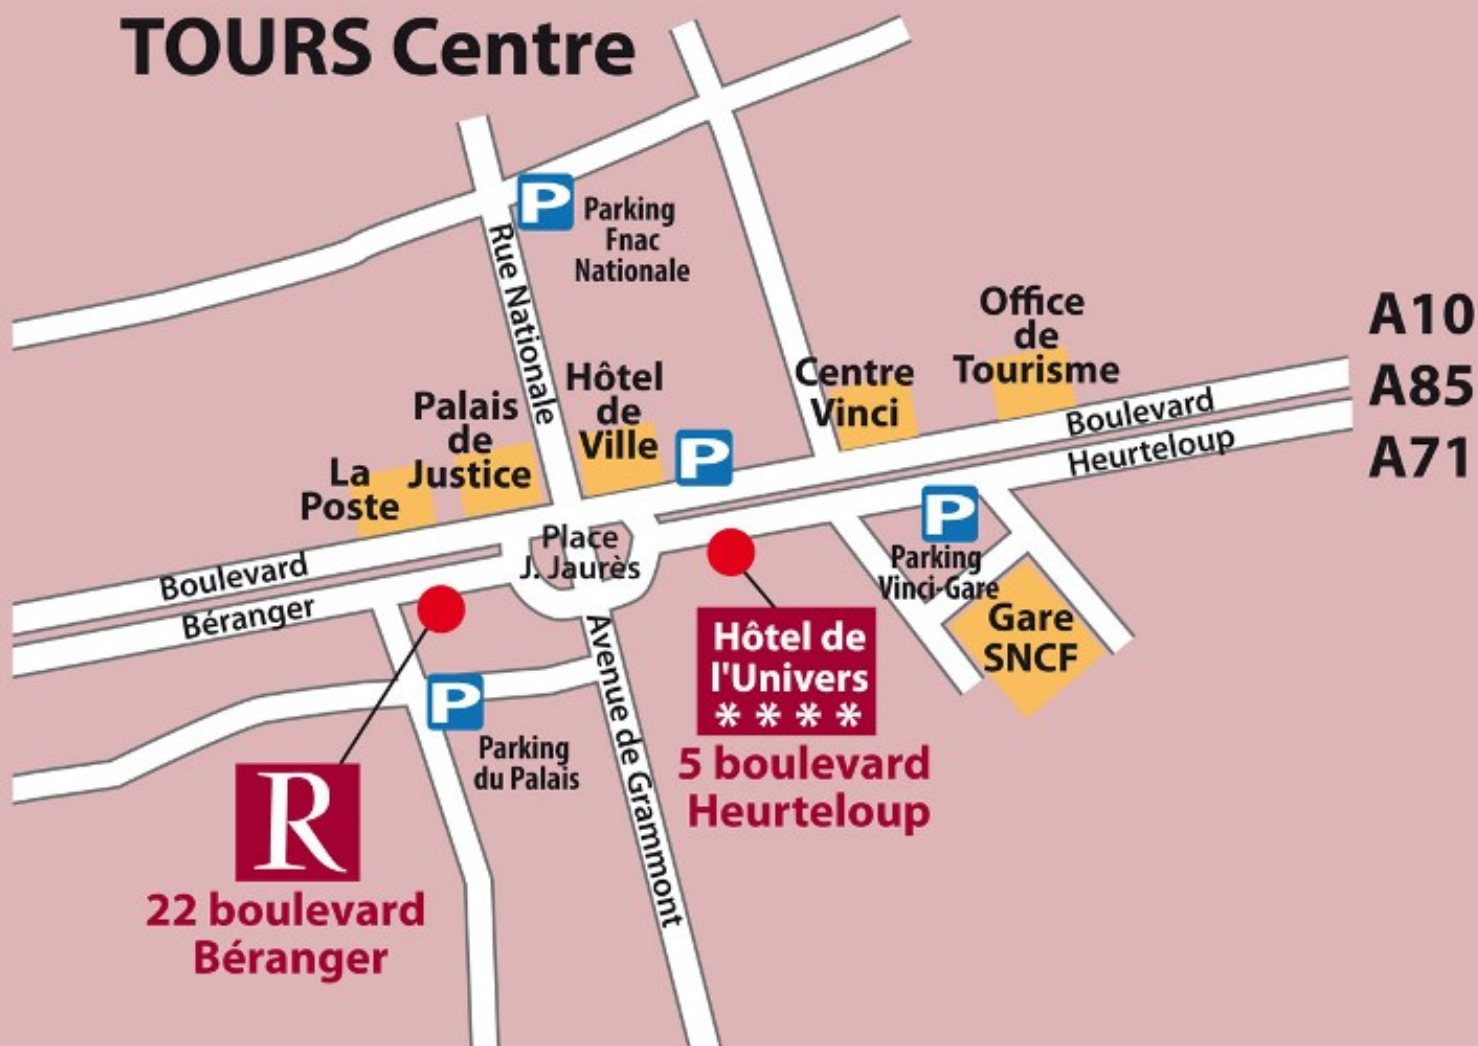 TOURS Centre
P
Parking
Fnac
Nationale
Rue Nationale
Office
de
Tourisme
A10
A85
A71
Centre
Vinci
Hôtel
de
Ville
Palais
de
Justice
La
Poste
P
Boulevard
Heurteloup
P
Parking
Vinci-Gare
Place
J. Jaurès
Boulevard
Béranger
Gare
SNCF
Hôtel de
l'Univers
* * * *
5 boulevard
Heurteloup
Avenue de Grammont
P
Parking
du Palais
R
22 boulevard
Béranger